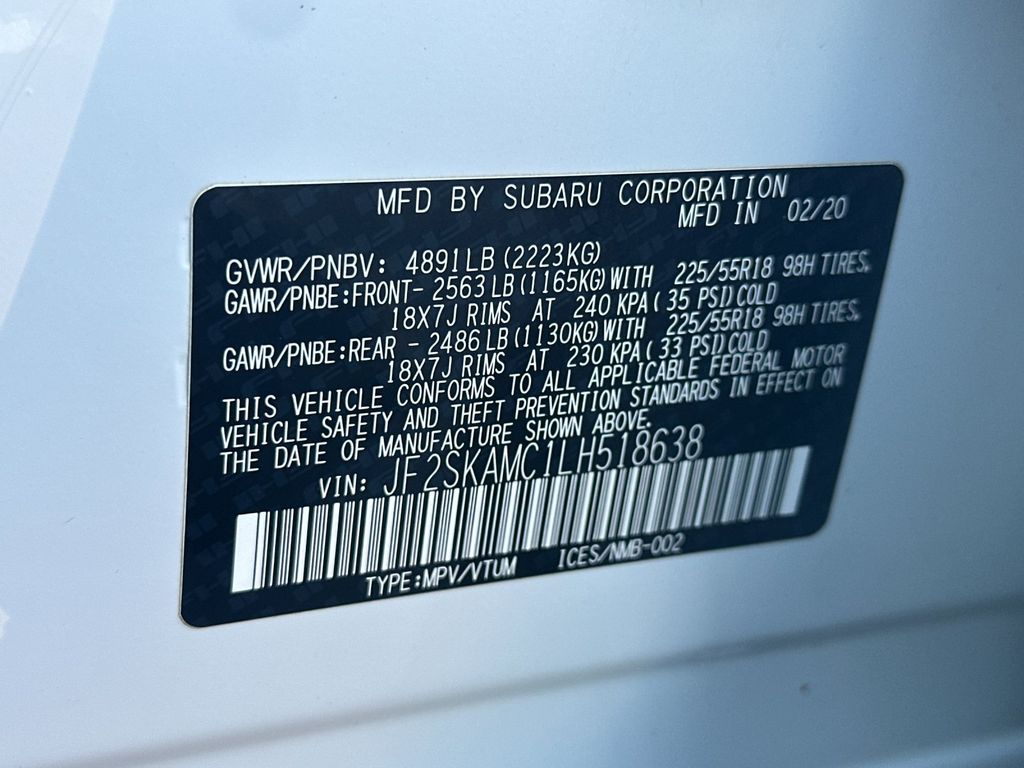 MFD BY SUBARU CORPORATION
MFD IN 02/20
GVWR/PNBV: 4891LB (2223KG)
GAWR/PNBE:FRONT- 2563 LB (1165KG) WITH 225/55R18 98H TIRES,
18X7J RIMS AT 240 KPA ( 35 PSI) COLD
GAWR/PNBE:REAR - 2486 LB (1130KG) WITH 225/55R18 98H TIRES,
18X7J RIMS AT 230 KPA ( 33 PSI) COLD
THIS VEHICLE CONFORMS TO ALL APPLICABLE FEDERAL MOTOR
VEHICLE SAFETY AND THEFT PREVENTION STANDARDS IN EFFECT ON
THE DATE OF MANUFACTURE SHOWN ABOVE.
VIN: JF2SKAMC1LH518638
TYPE:MPV/VTUM ICES/NMB-002